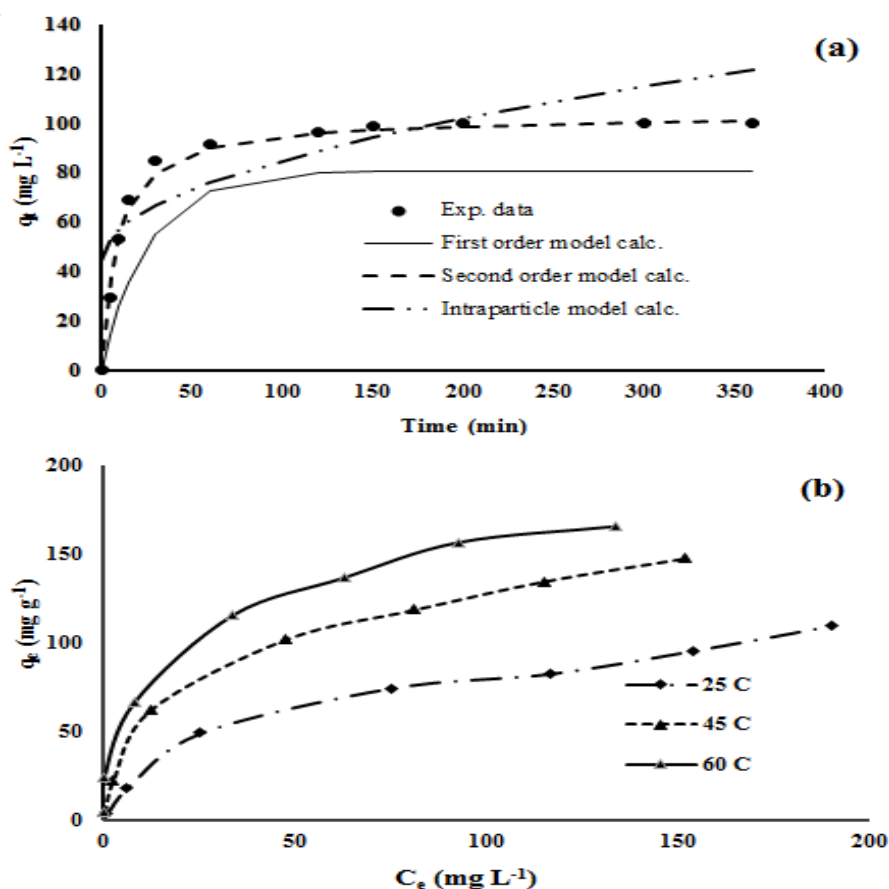 (a)
140
120
100
80
60
40
20
0
qt (mg L-1)
Exp. data
First order model calc.
Second order model calc.
Intraparticle model calc.
0 50 100 150 200 250 300 350 400
Time (min)
(b)
200
150
100
50
0
qe (mg g-1)
25 C
45 C
60 C
0 50 100 150 200
Ce (mg L-1)